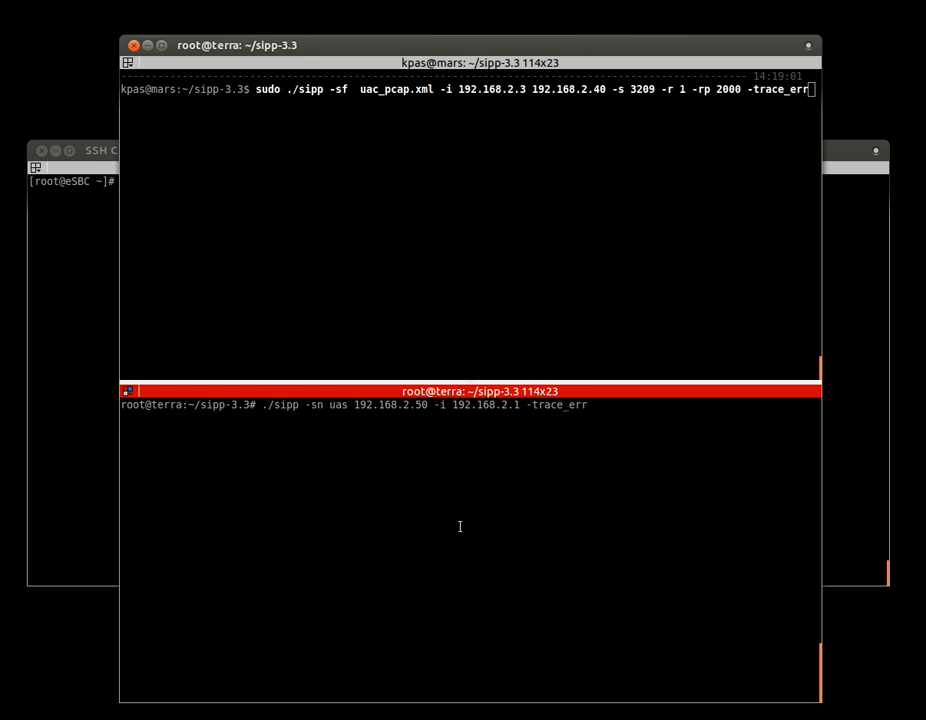 root@terra: ~/sipp-3.3
kpas@mars: ~/sipp-3.3 114x23
--------------------------------------------------------------------------------------------------------- 14:19:01
kpas@mars:~/sipp-3.3$ sudo ./sipp -sf  uac_pcap.xml -i 192.168.2.3 192.168.2.40 -s 3209 -r 1 -rp 2000 -trace_err
SSH C
[root@eSBC ~]#
root@terra: ~/sipp-3.3 114x23
root@terra:~/sipp-3.3# ./sipp -sn uas 192.168.2.50 -i 192.168.2.1 -trace_err